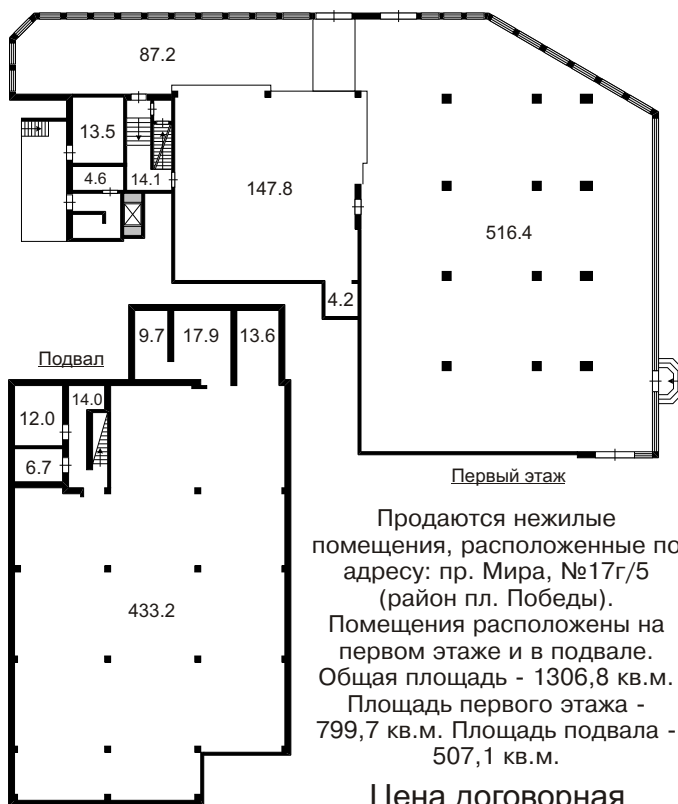 87.2
13.5
4.6
14.1
147.8
516.4
4.2
9.7 17.9 13.6
Подвал
14.0
12.0
6.7
433.2
Первый этаж
Продаются нежилые
помещения, расположенные по
адресу: пр. Мира, №17г/5
(район пл. Победы).
Помещения расположены на
первом этаже и в подвале.
Общая площадь - 1306,8 кв.м.
Площадь первого этажа -
799,7 кв.м. Площадь подвала -
507,1 кв.м.
Цена договорная